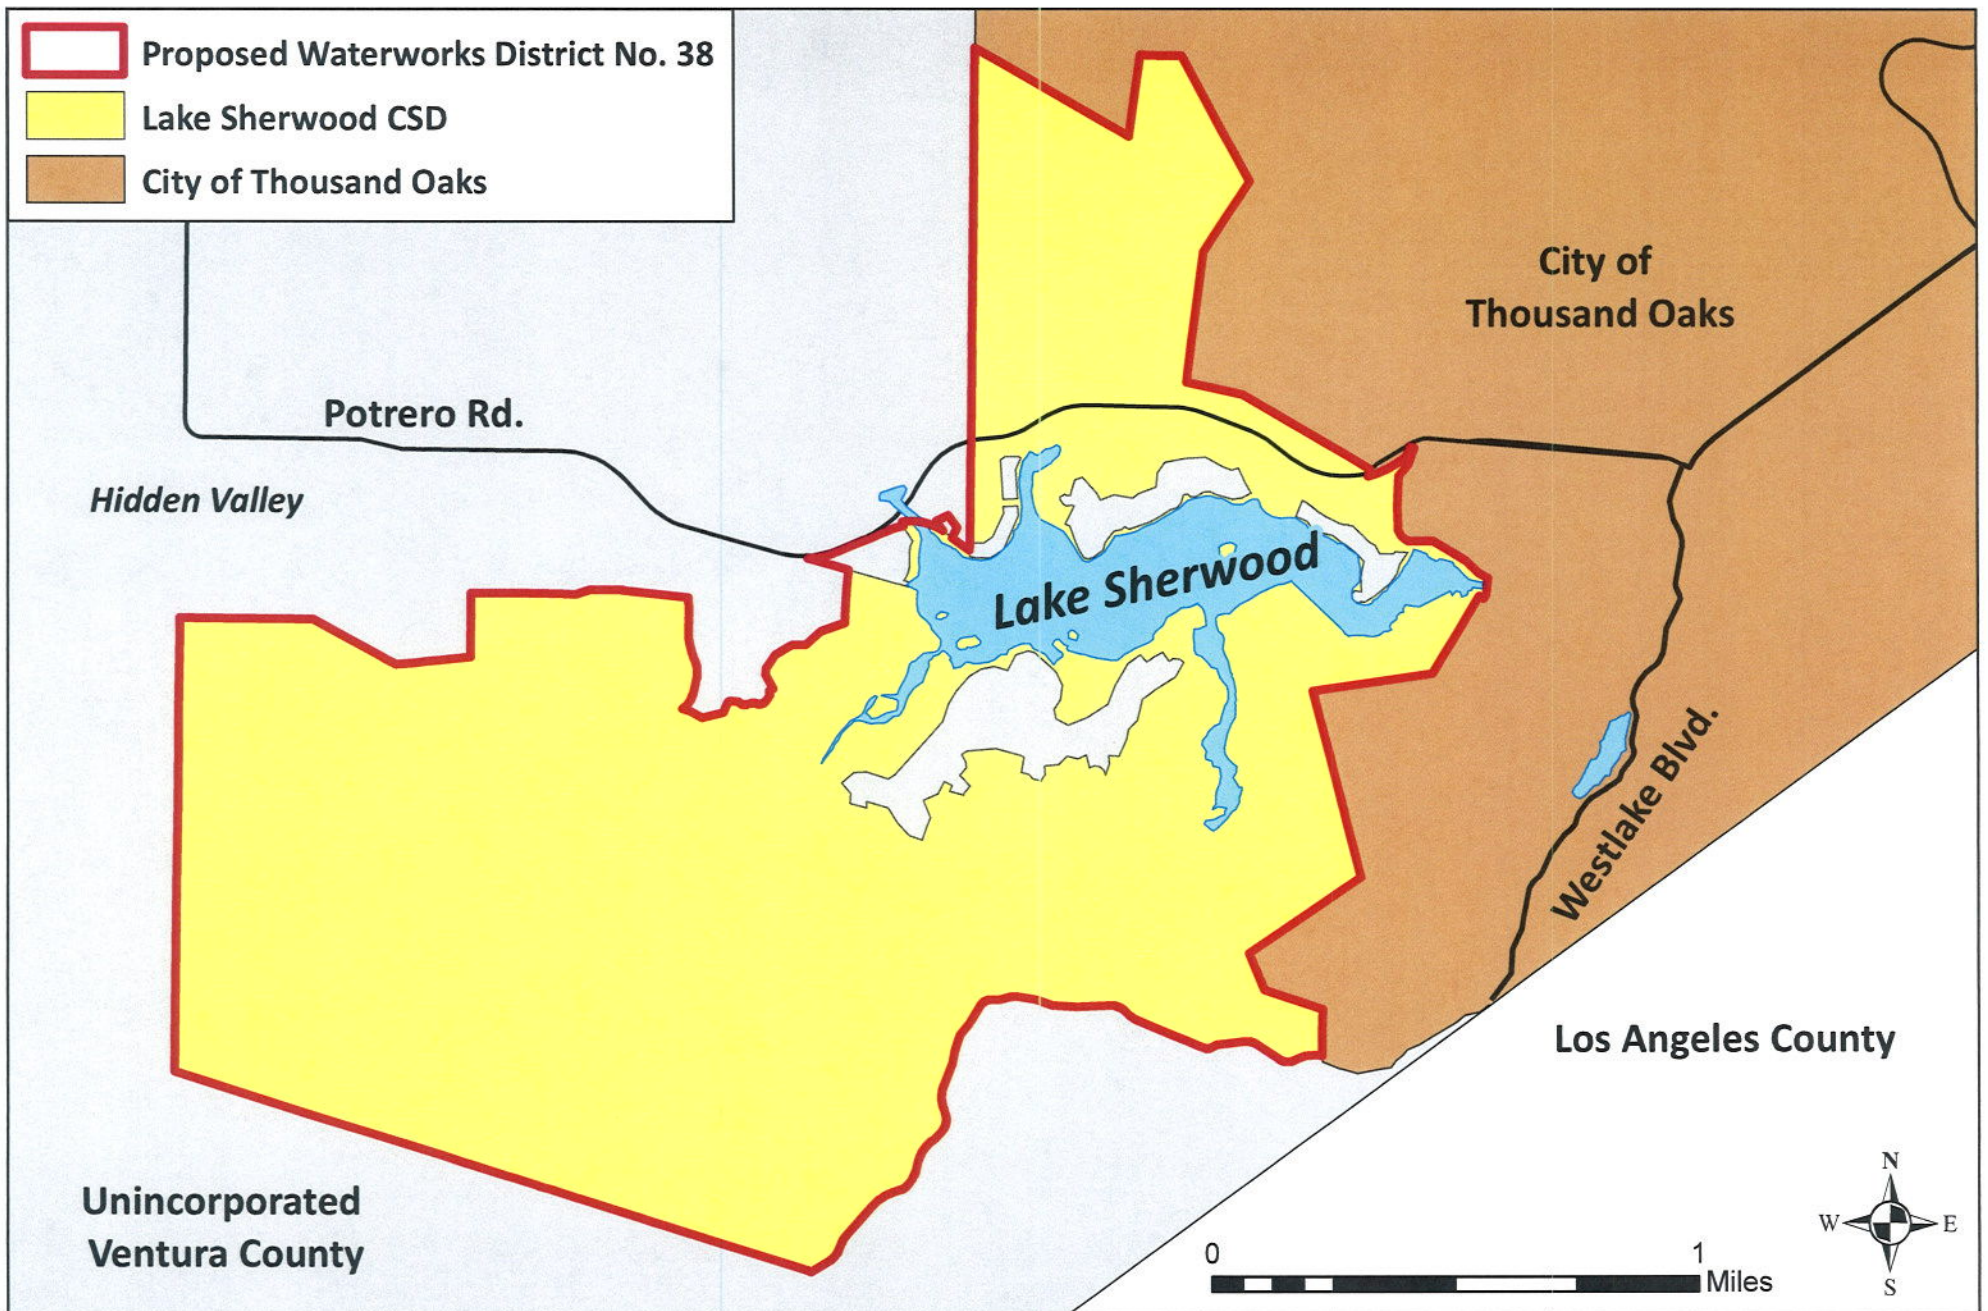 Proposed Waterworks District No. 38
Lake Sherwood CSD
City of Thousand Oaks
City of
Thousand Oaks
Potrero Rd.
Hidden Valley
Lake Sherwood
Westlake Blvd.
Los Angeles County
Unincorporated
Ventura County
N
W E
S
0 1
Miles